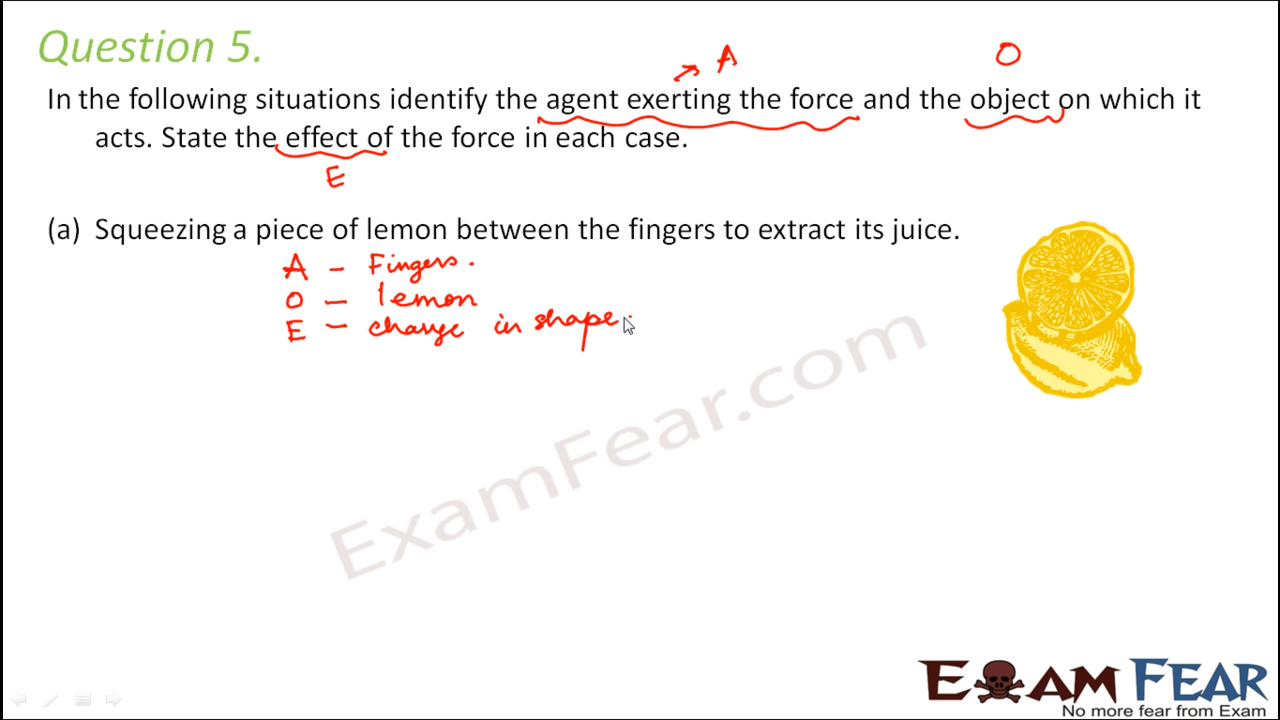 Question 5.
A
O
In the following situations identify the agent exerting the force and the object on which it
acts. State the effect of the force in each case.
E
(a) Squeezing a piece of lemon between the fingers to extract its juice.
A - Fingers.
O - lemon
E - change in shape.
ExamFear.com
EXAM FEAR
No more fear from Exam